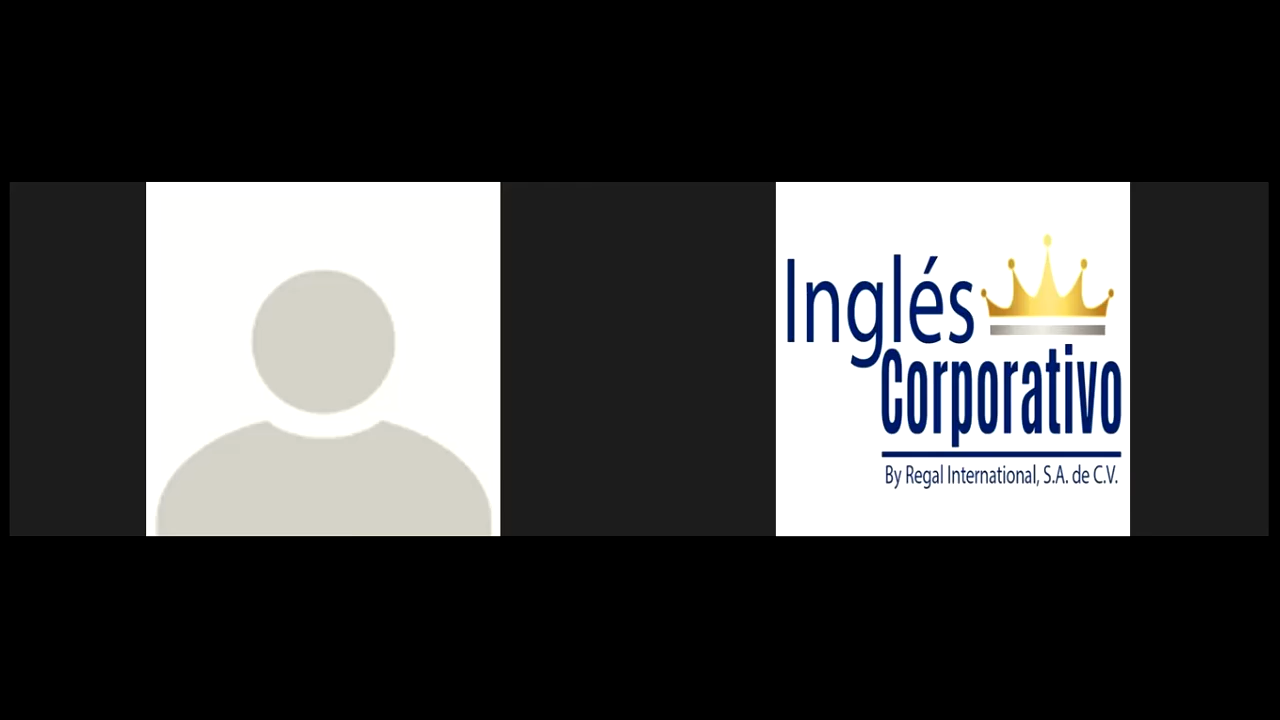 Inglés
Corporativo
By Regal International, S.A. de C.V.